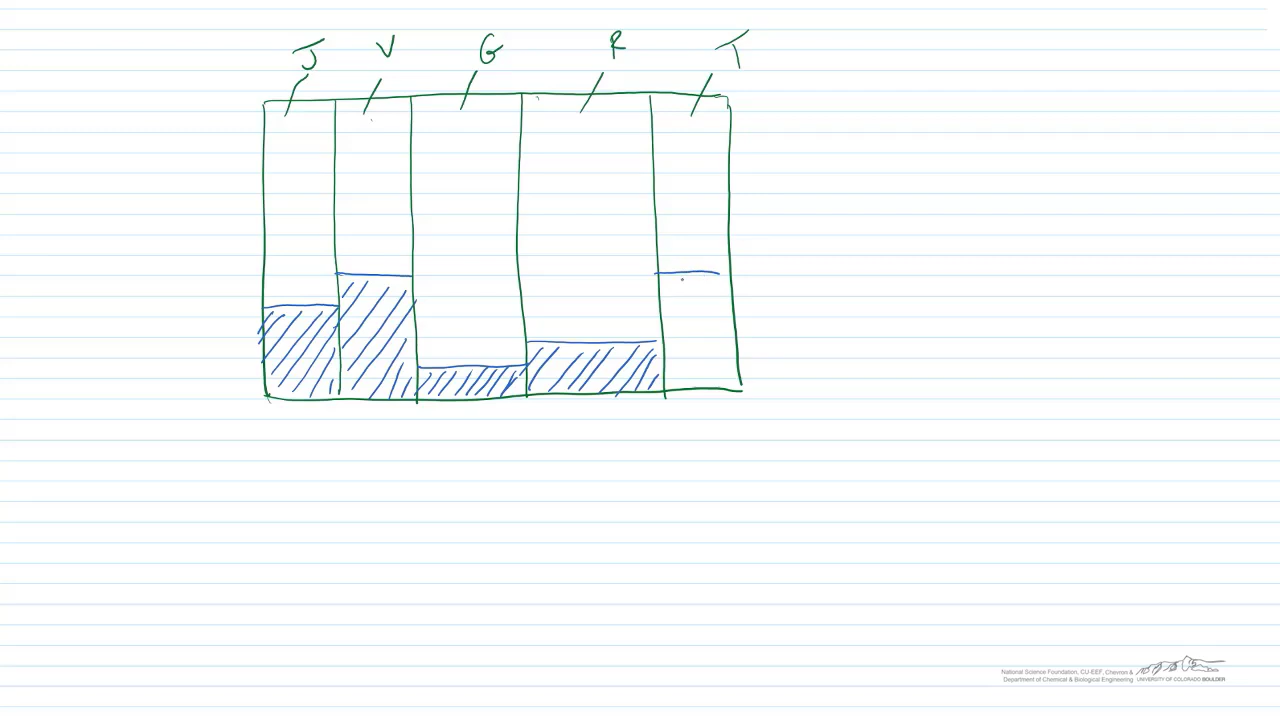 J V G R T
National Science Foundation, CU-EEF, Chevron &
Department of Chemical & Biological Engineering UNIVERSITY OF COLORADO BOULDER